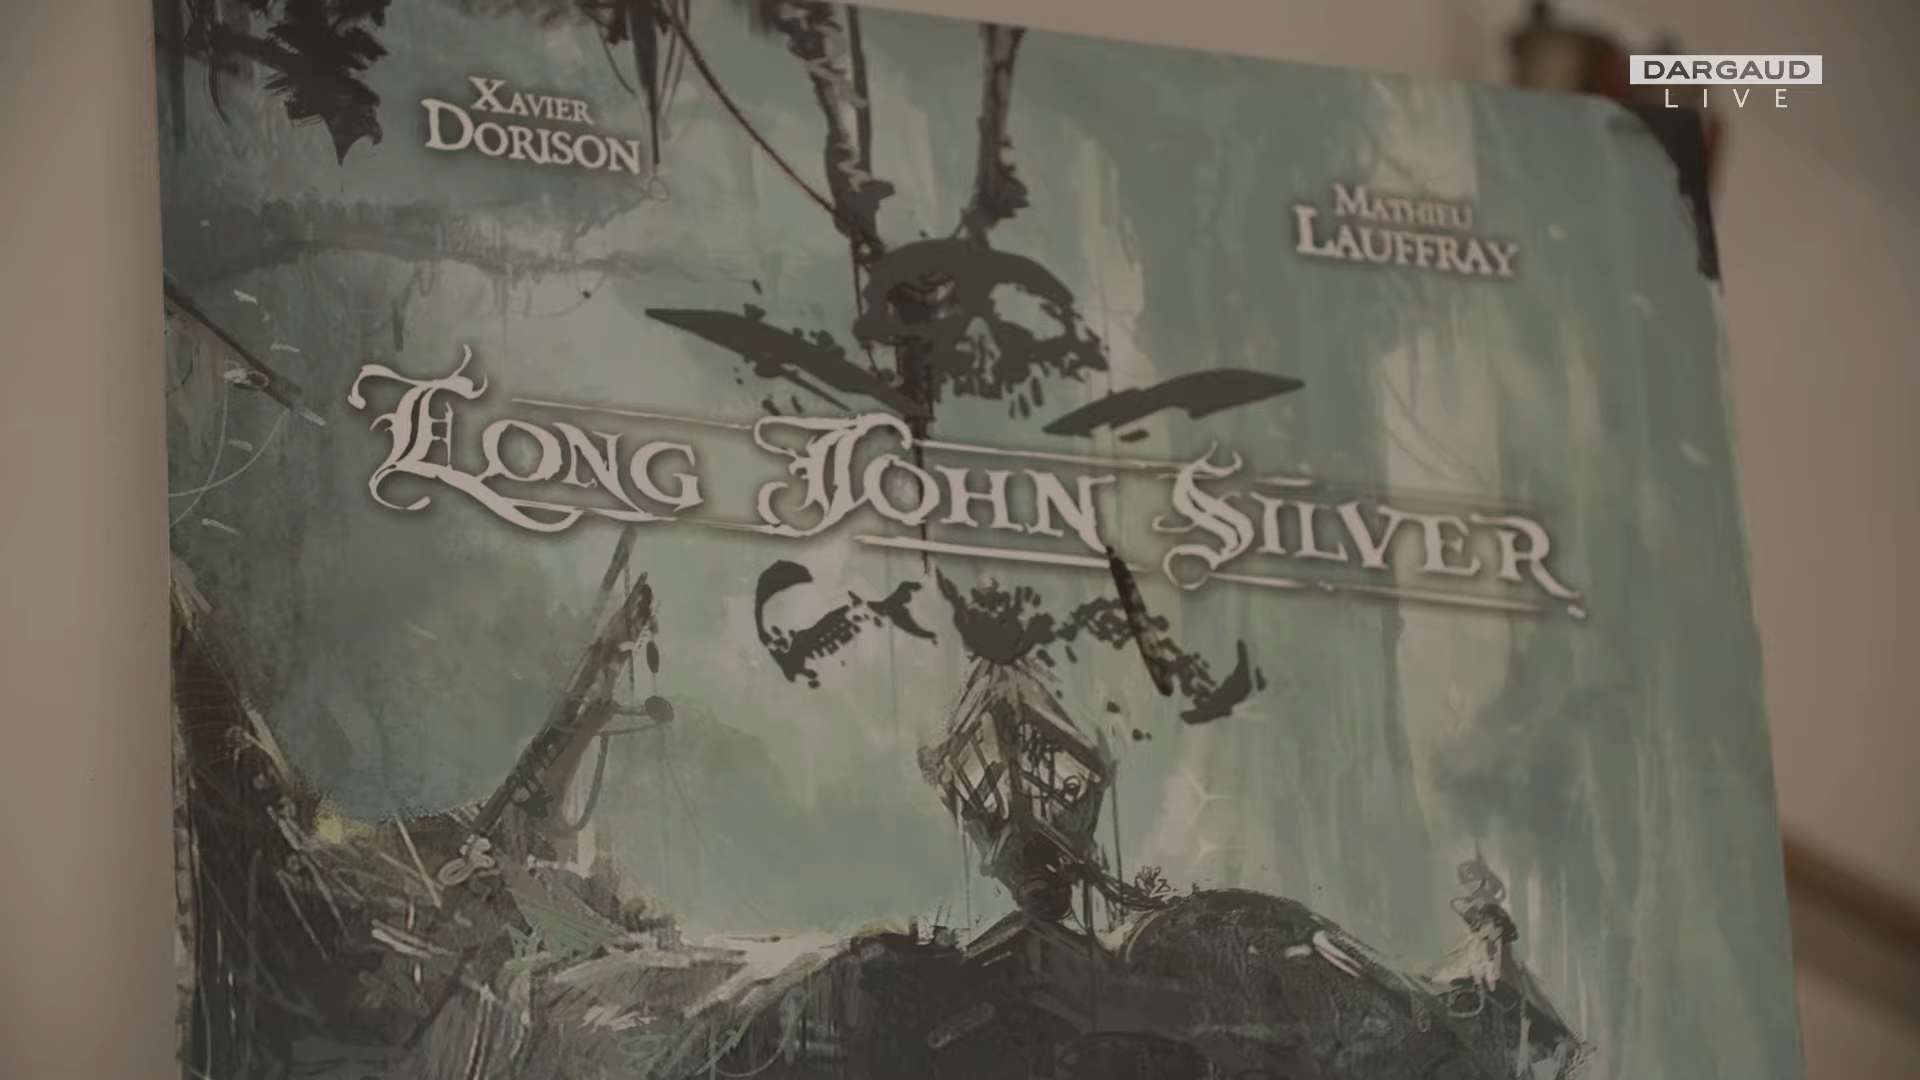 DARGAUD
LIVE
XAVIER
DORISON
MATHIEU
LAUFFRAY
LONG JOHN SILVER